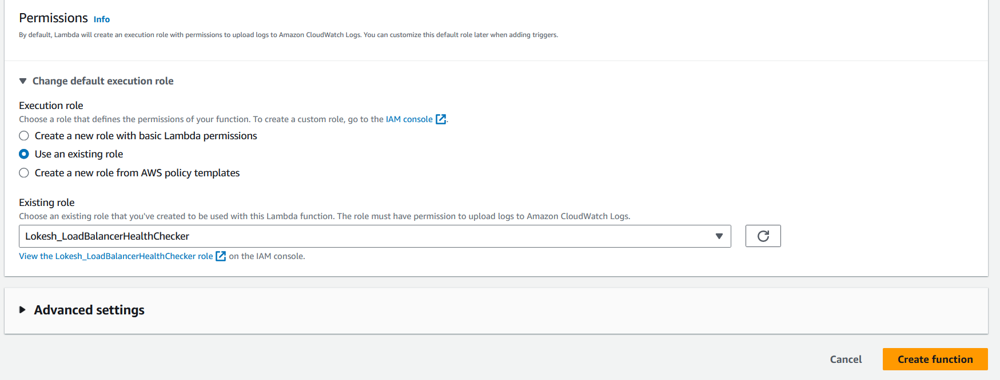 Permissions Info
By default, Lambda will create an execution role with permissions to upload logs to Amazon CloudWatch Logs. You can customize this default role later when adding triggers.
Change default execution role
Execution role
Choose a role that defines the permissions of your function. To create a custom role, go to the IAM console.
Create a new role with basic Lambda permissions
Use an existing role
Create a new role from AWS policy templates
Existing role
Choose an existing role that you've created to be used with this Lambda function. The role must have permission to upload logs to Amazon CloudWatch Logs.
Lokesh_LoadBalancerHealthChecker
View the Lokesh_LoadBalancerHealthChecker role on the IAM console.
Advanced settings
Cancel Create function